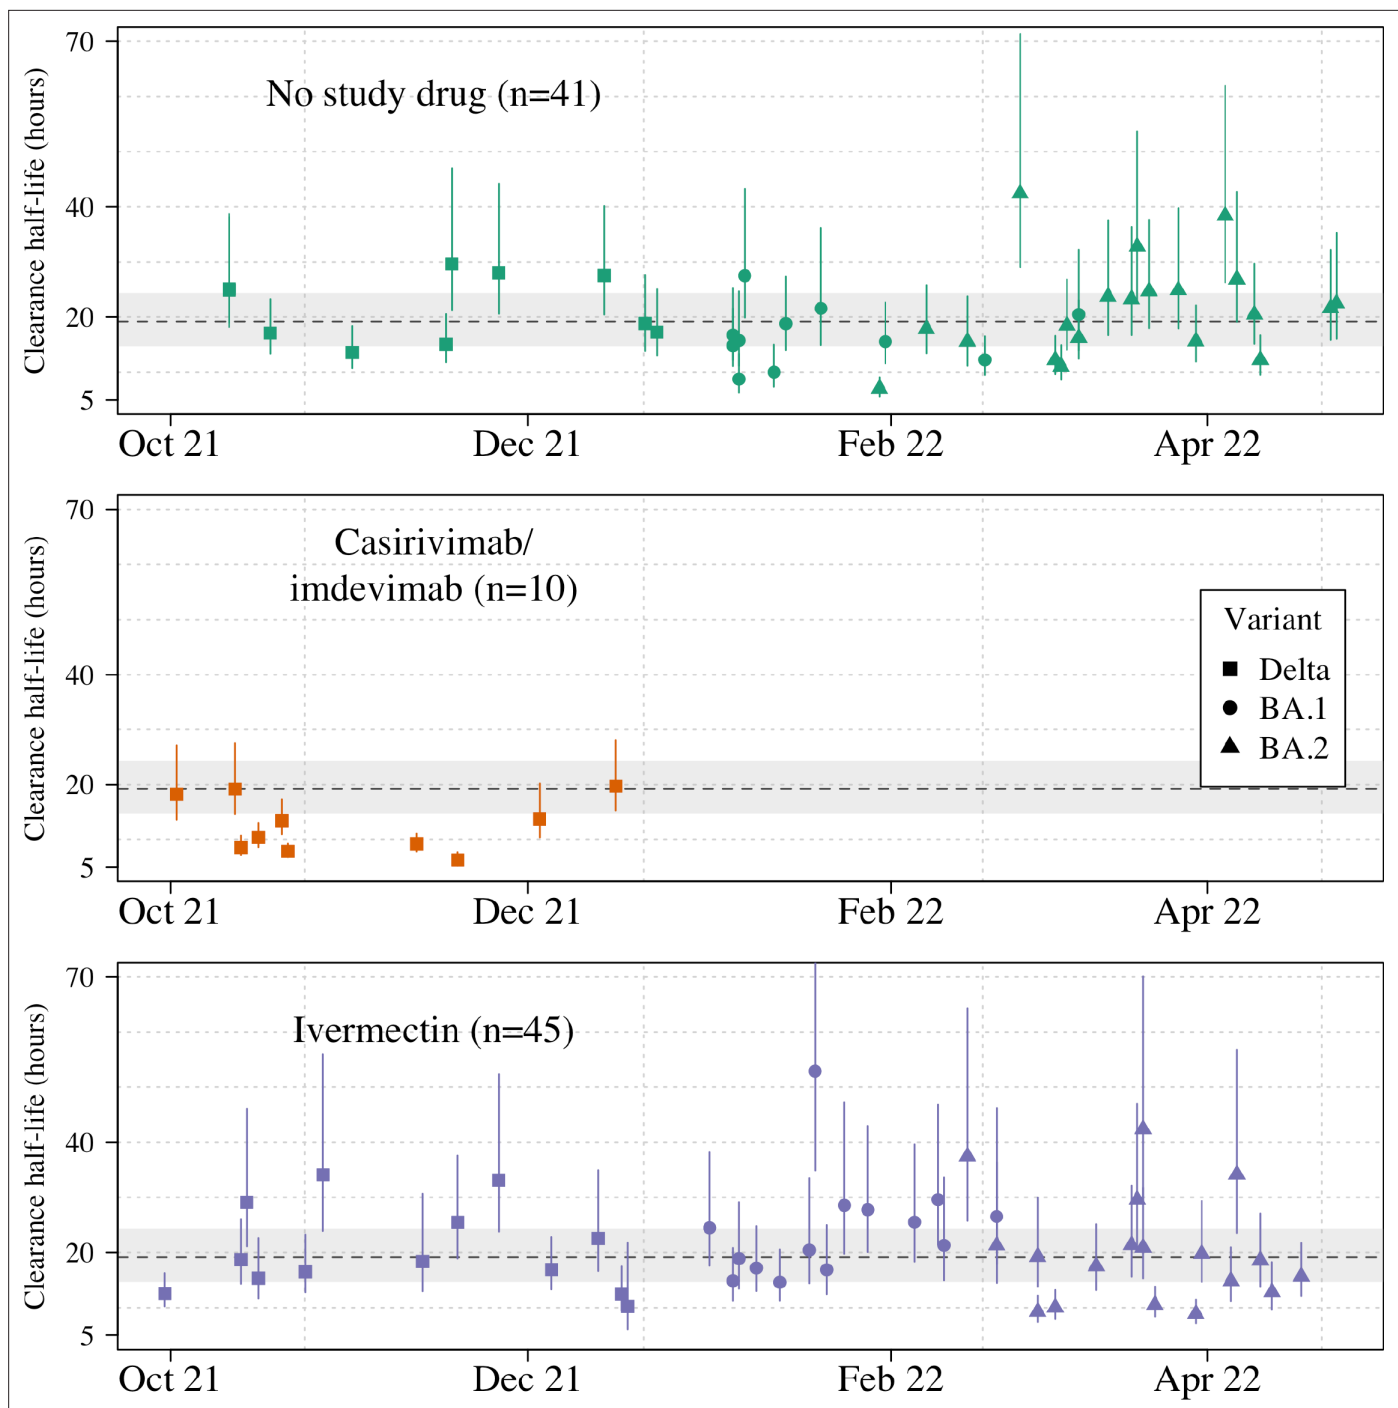 No study drug (n=41)
Clearance half-life (hours)
70
40
20
5
Oct 21 Dec 21 Feb 22 Apr 22
Casirivimab/
imdevimab (n=10)
Clearance half-life (hours)
70
40
20
5
Variant
Delta
BA.1
BA.2
Oct 21 Dec 21 Feb 22 Apr 22
Ivermectin (n=45)
Clearance half-life (hours)
70
40
20
5
Oct 21 Dec 21 Feb 22 Apr 22